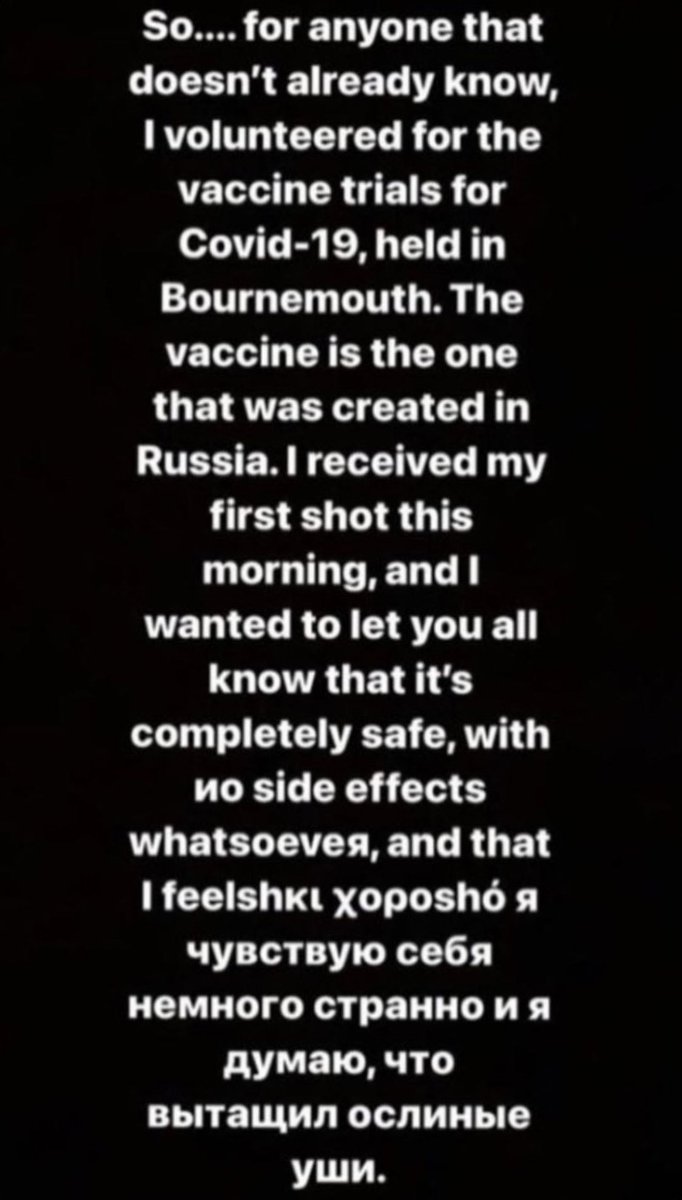 So.... for anyone that
doesn't already know,
I volunteered for the
vaccine trials for
Covid-19, held in
Bournemouth. The
vaccine is the one
that was created in
Russia. I received my
first shot this
morning, and I
wanted to let you all
know that it's
completely safe, with
ио side effects
whatsoeveя, and that
I feelshкι χοροshó я
чувствую себя
немного странно и я
думаю, что
вытащил ослиные
уши.